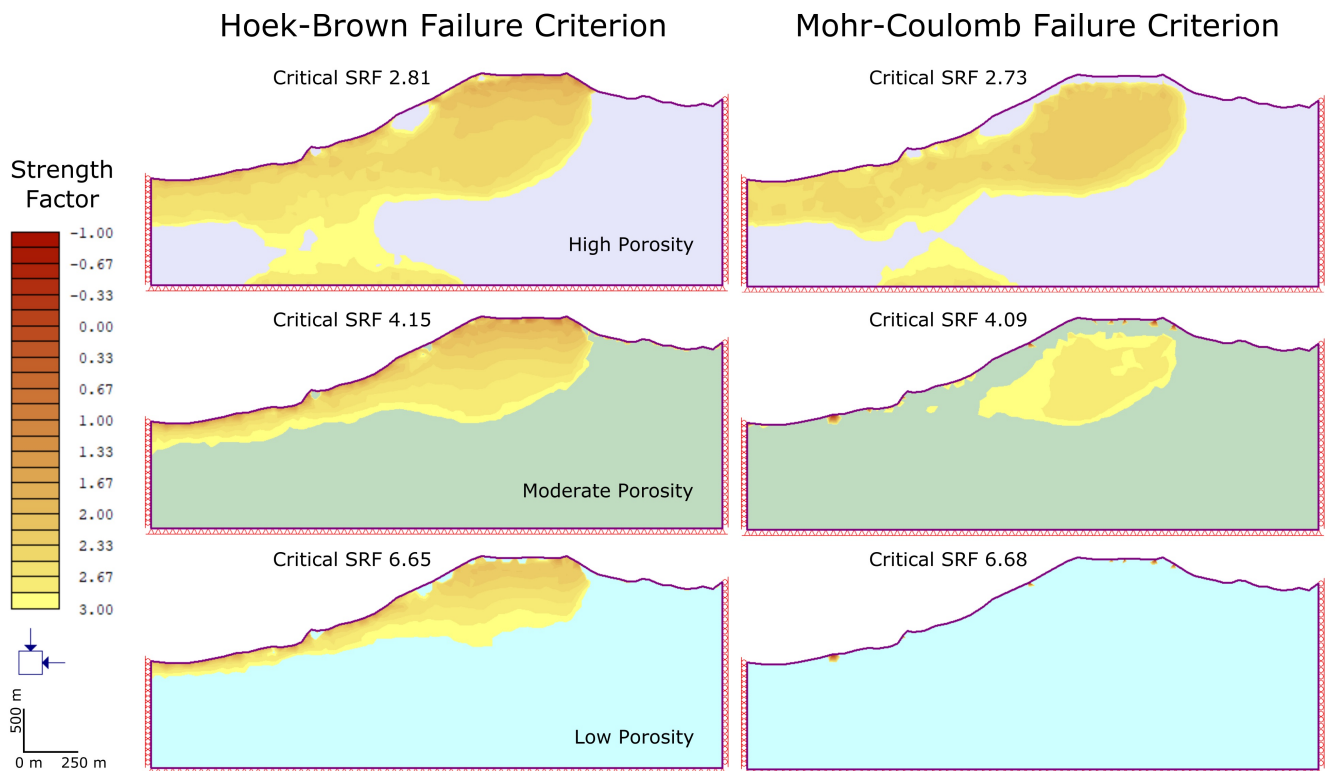 Hoek-Brown Failure Criterion
Mohr-Coulomb Failure Criterion
Critical SRF 2.81
Critical SRF 2.73
High Porosity
Strength
Factor
-1.00
-0.67
-0.33
0.00
0.33
0.67
1.00
1.33
1.67
2.00
2.33
2.67
3.00
Critical SRF 4.15
Critical SRF 4.09
Moderate Porosity
Critical SRF 6.65
Critical SRF 6.68
Low Porosity
500 m
0 m 250 m